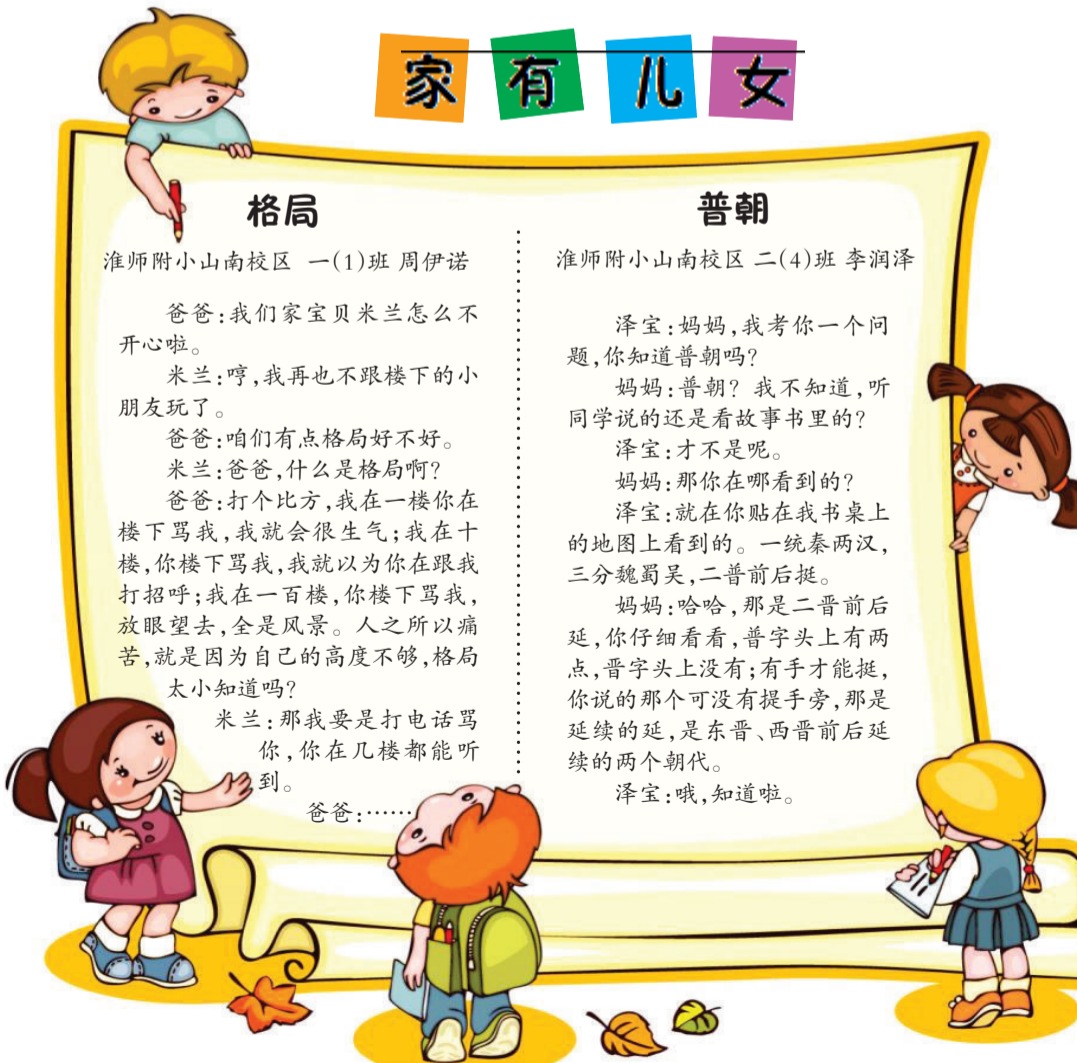 家有儿女
格局
淮师附小山南校区 一(1)班 周伊诺
爸爸:我们家宝贝米兰怎么不
开心啦。
米兰:哼,我再也不跟楼下的小
朋友玩了。
爸爸:咱们有点格局好不好。
米兰:爸爸,什么是格局啊?
爸爸:打个比方,我在一楼你在
楼下骂我,我就会很生气;我在十
楼,你楼下骂我,我就以为你在跟我
打招呼;我在一百楼,你楼下骂我,
放眼望去,全是风景。人之所以痛
苦,就是因为自己的高度不够,格局
太小知道吗?
米兰:那我要是打电话骂
你,你在几楼都能听
到。
爸爸:……
普朝
淮师附小山南校区 二(4)班 李润泽
泽宝:妈妈,我考你一个问
题,你知道普朝吗?
妈妈:普朝?我不知道,听
同学说的还是看故事书里的?
泽宝:才不是呢。
妈妈:那你在哪看到的?
泽宝:就在你贴在我书桌上
的地图上看到的。一统秦两汉,
三分魏蜀吴,二普前后挺。
妈妈:哈哈,那是二晋前后
延,你仔细看看,普字头上有两
点,晋字头上没有;有手才能挺,
你说的那个可没有提手旁,那是
延续的延,是东晋、西晋前后延
续的两个朝代。
泽宝:哦,知道啦。